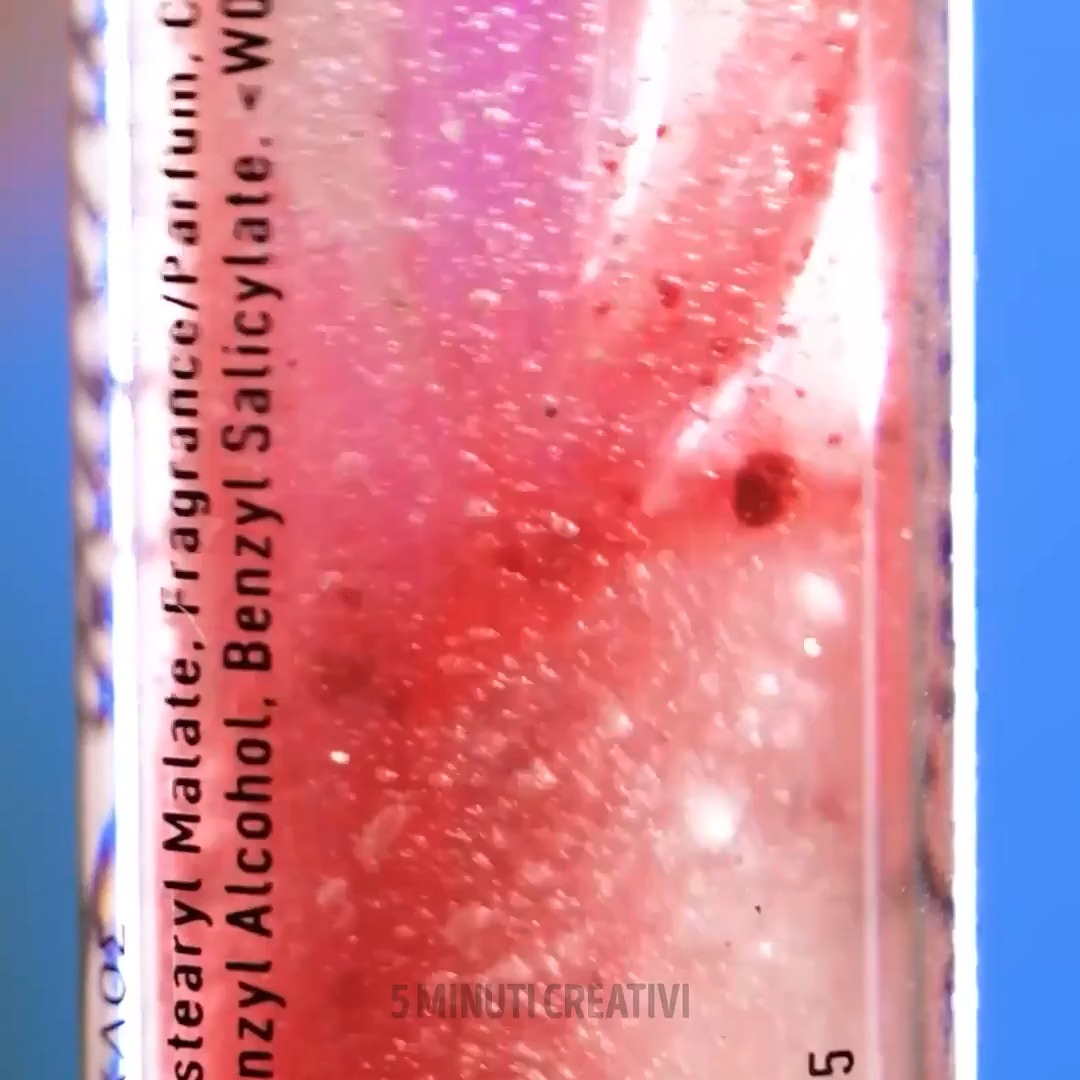 stearyl Malate, Fragrance/Parfum, C
nzyl Alcohol, Benzyl Salicylate. <WO
5 MINUTI CREATIVI
5